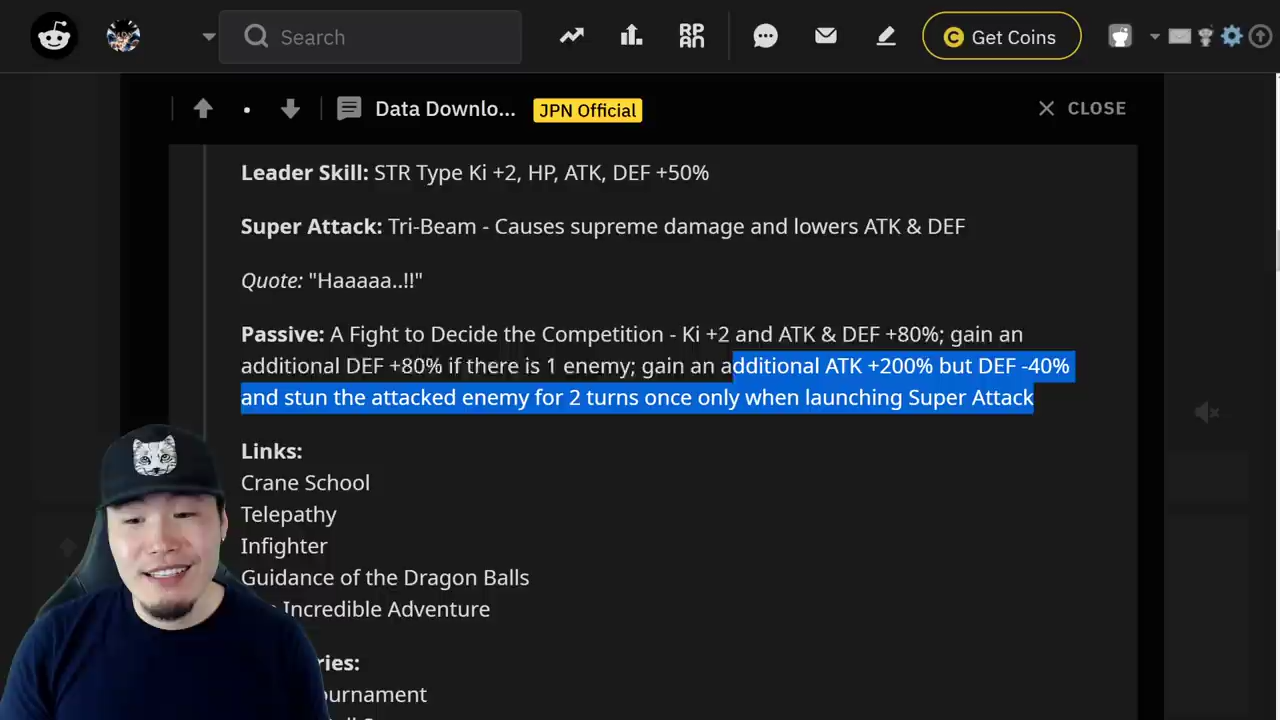 Search
RPAN
Get Coins
Data Downlo...
JPN Official
CLOSE
Leader Skill: STR Type Ki +2, HP, ATK, DEF +50%
Super Attack: Tri-Beam - Causes supreme damage and lowers ATK & DEF
Quote: "Haaaaa..!!"
Passive: A Fight to Decide the Competition - Ki +2 and ATK & DEF +80%; gain an
additional DEF +80% if there is 1 enemy; gain an additional ATK +200% but DEF -40%
and stun the attacked enemy for 2 turns once only when launching Super Attack
Links:
Crane School
Telepathy
Infighter
Guidance of the Dragon Balls
Incredible Adventure
ries:
ournament